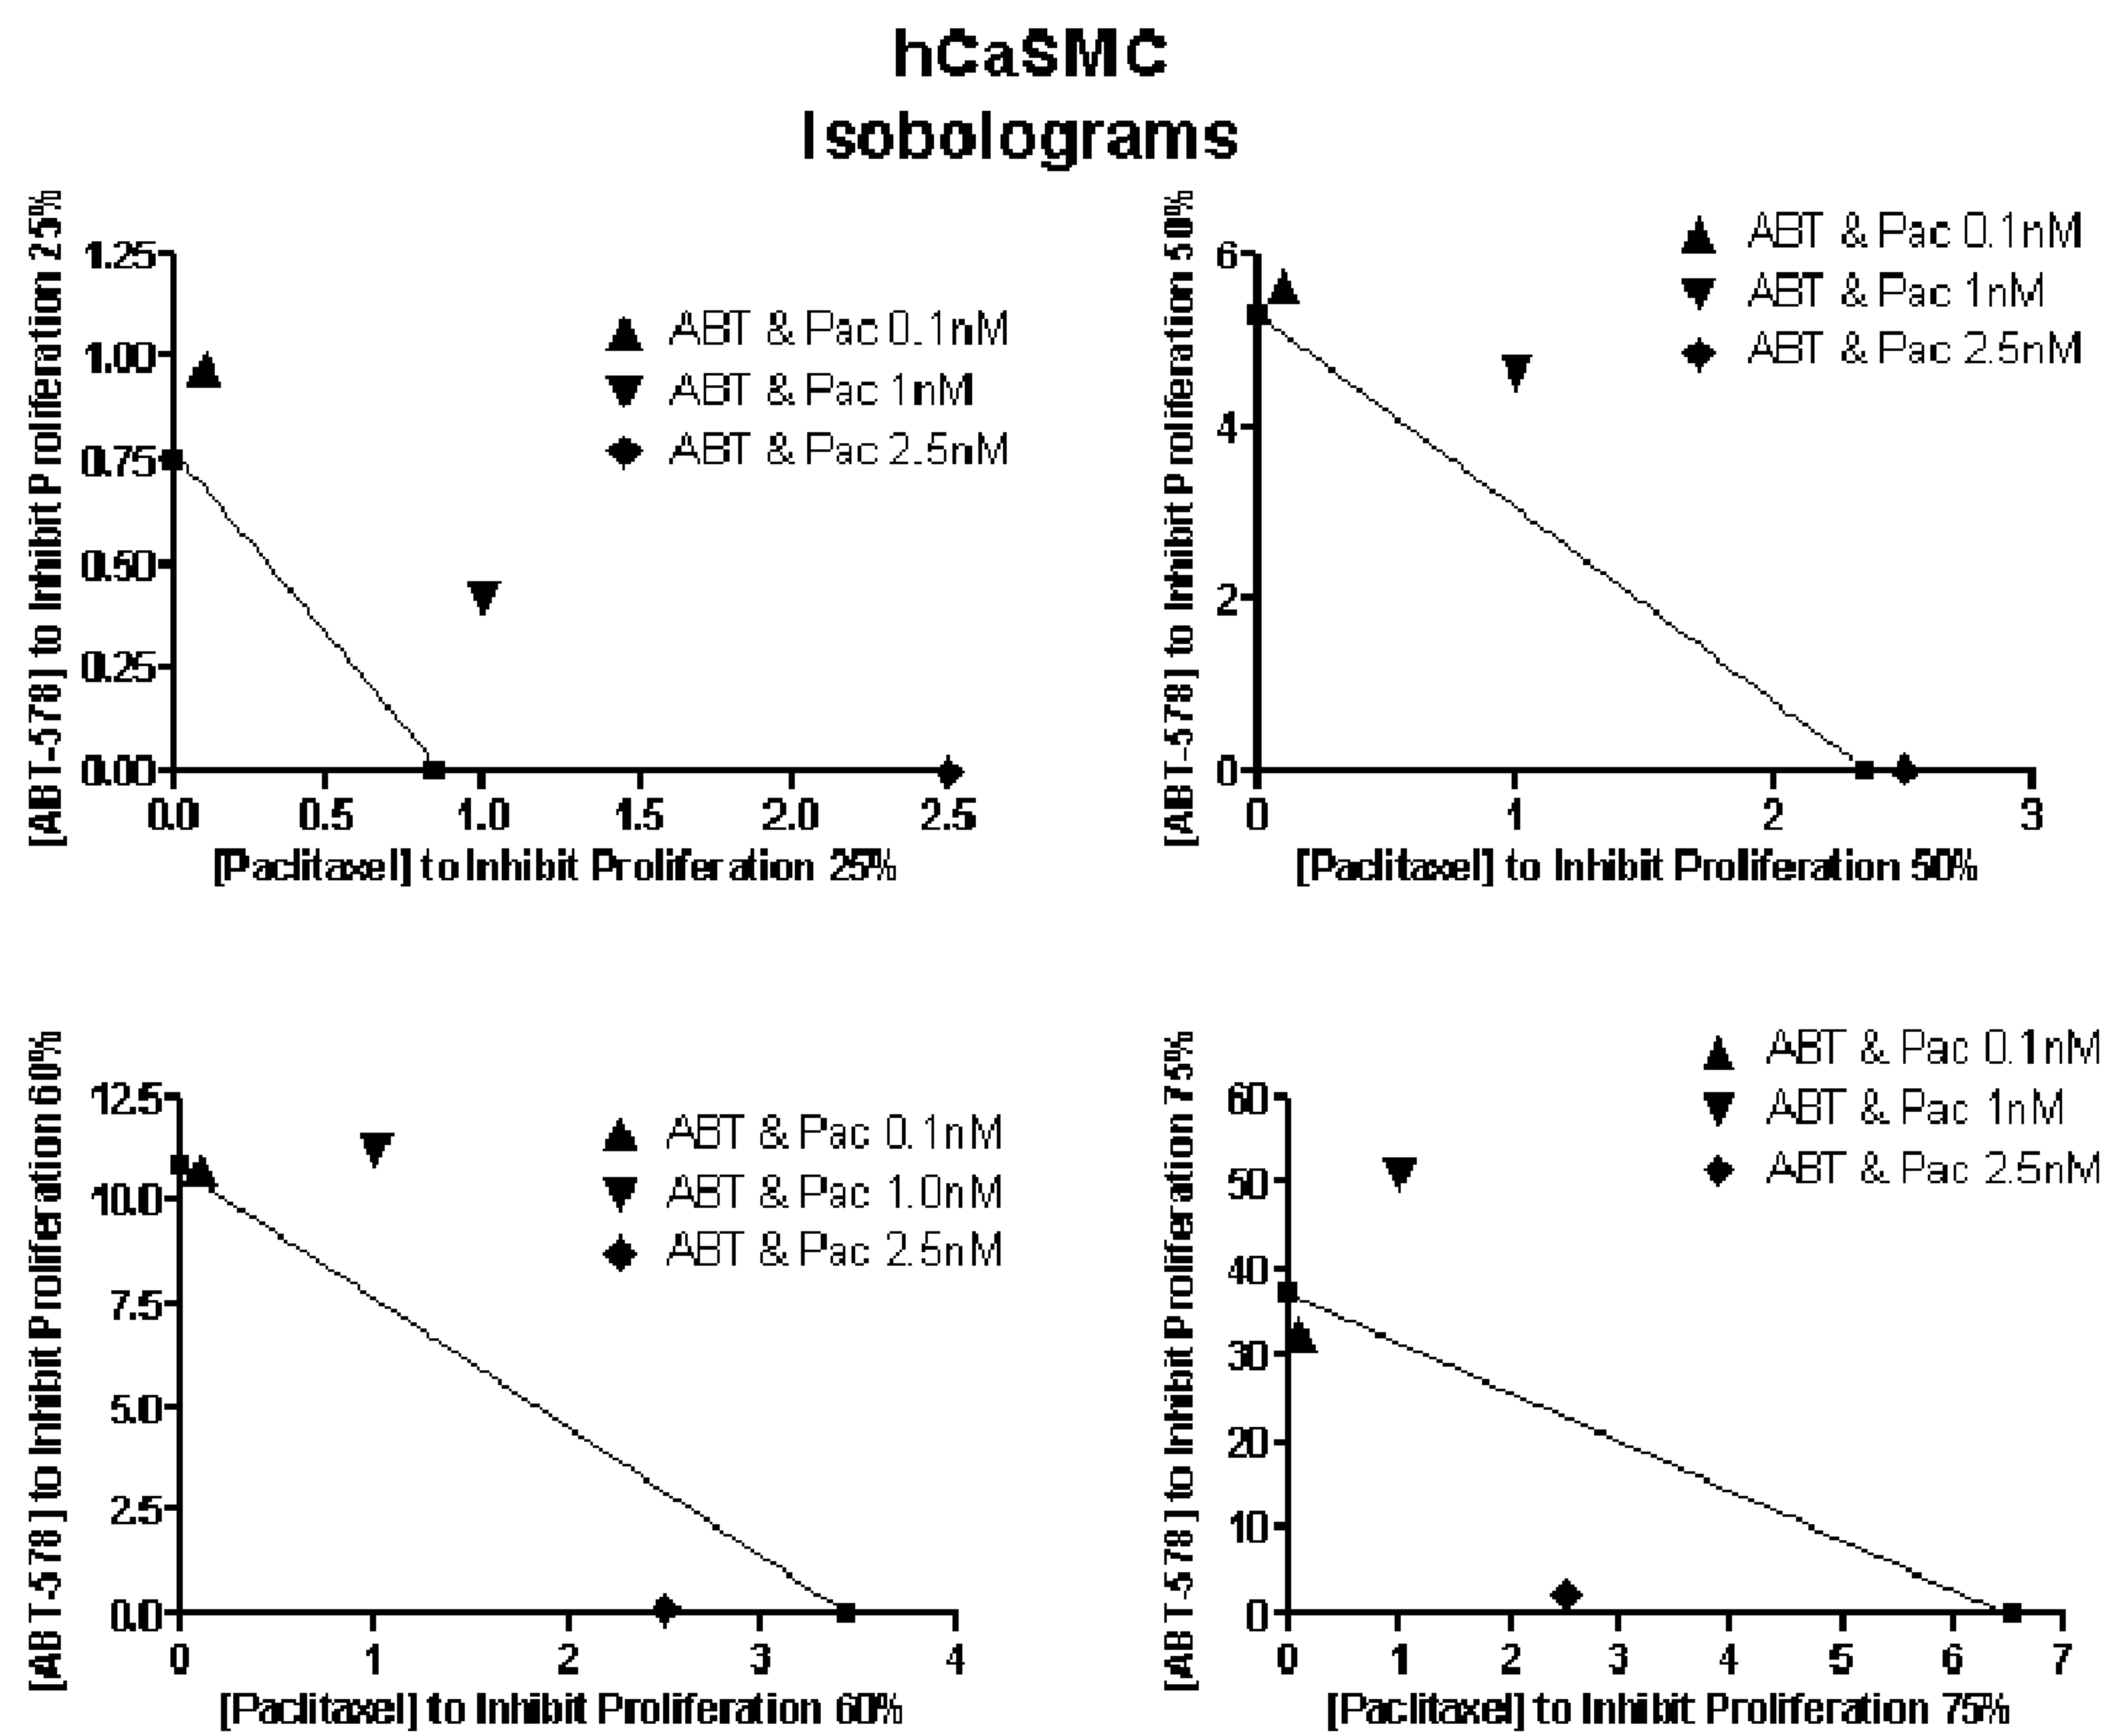 hCaSMC
Isobolograms
[ABT-578] to Inhibit Proliferation 25%
1.25
1.00
0.75
0.50
0.25
0.00
ABT & Pac 0.1nM
ABT & Pac 1nM
ABT & Pac 2.5nM
0.0 0.5 1.0 1.5 2.0 2.5
[Paclitaxel] to Inhibit Proliferation 25%
[ABT-578] to Inhibit Proliferation 50%
6
4
2
0
ABT & Pac 0.1nM
ABT & Pac 1nM
ABT & Pac 2.5nM
0 1 2 3
[Paclitaxel] to Inhibit Proliferation 50%
[ABT-578] to Inhibit Proliferation 60%
12.5
10.0
7.5
5.0
2.5
0.0
ABT & Pac 0.1nM
ABT & Pac 1.0nM
ABT & Pac 2.5nM
0 1 2 3 4
[Paclitaxel] to Inhibit Proliferation 60%
[ABT-578] to Inhibit Proliferation 75%
60
50
40
30
20
10
0
ABT & Pac 0.1nM
ABT & Pac 1nM
ABT & Pac 2.5nM
0 1 2 3 4 5 6 7
[Paclitaxel] to Inhibit Proliferation 75%